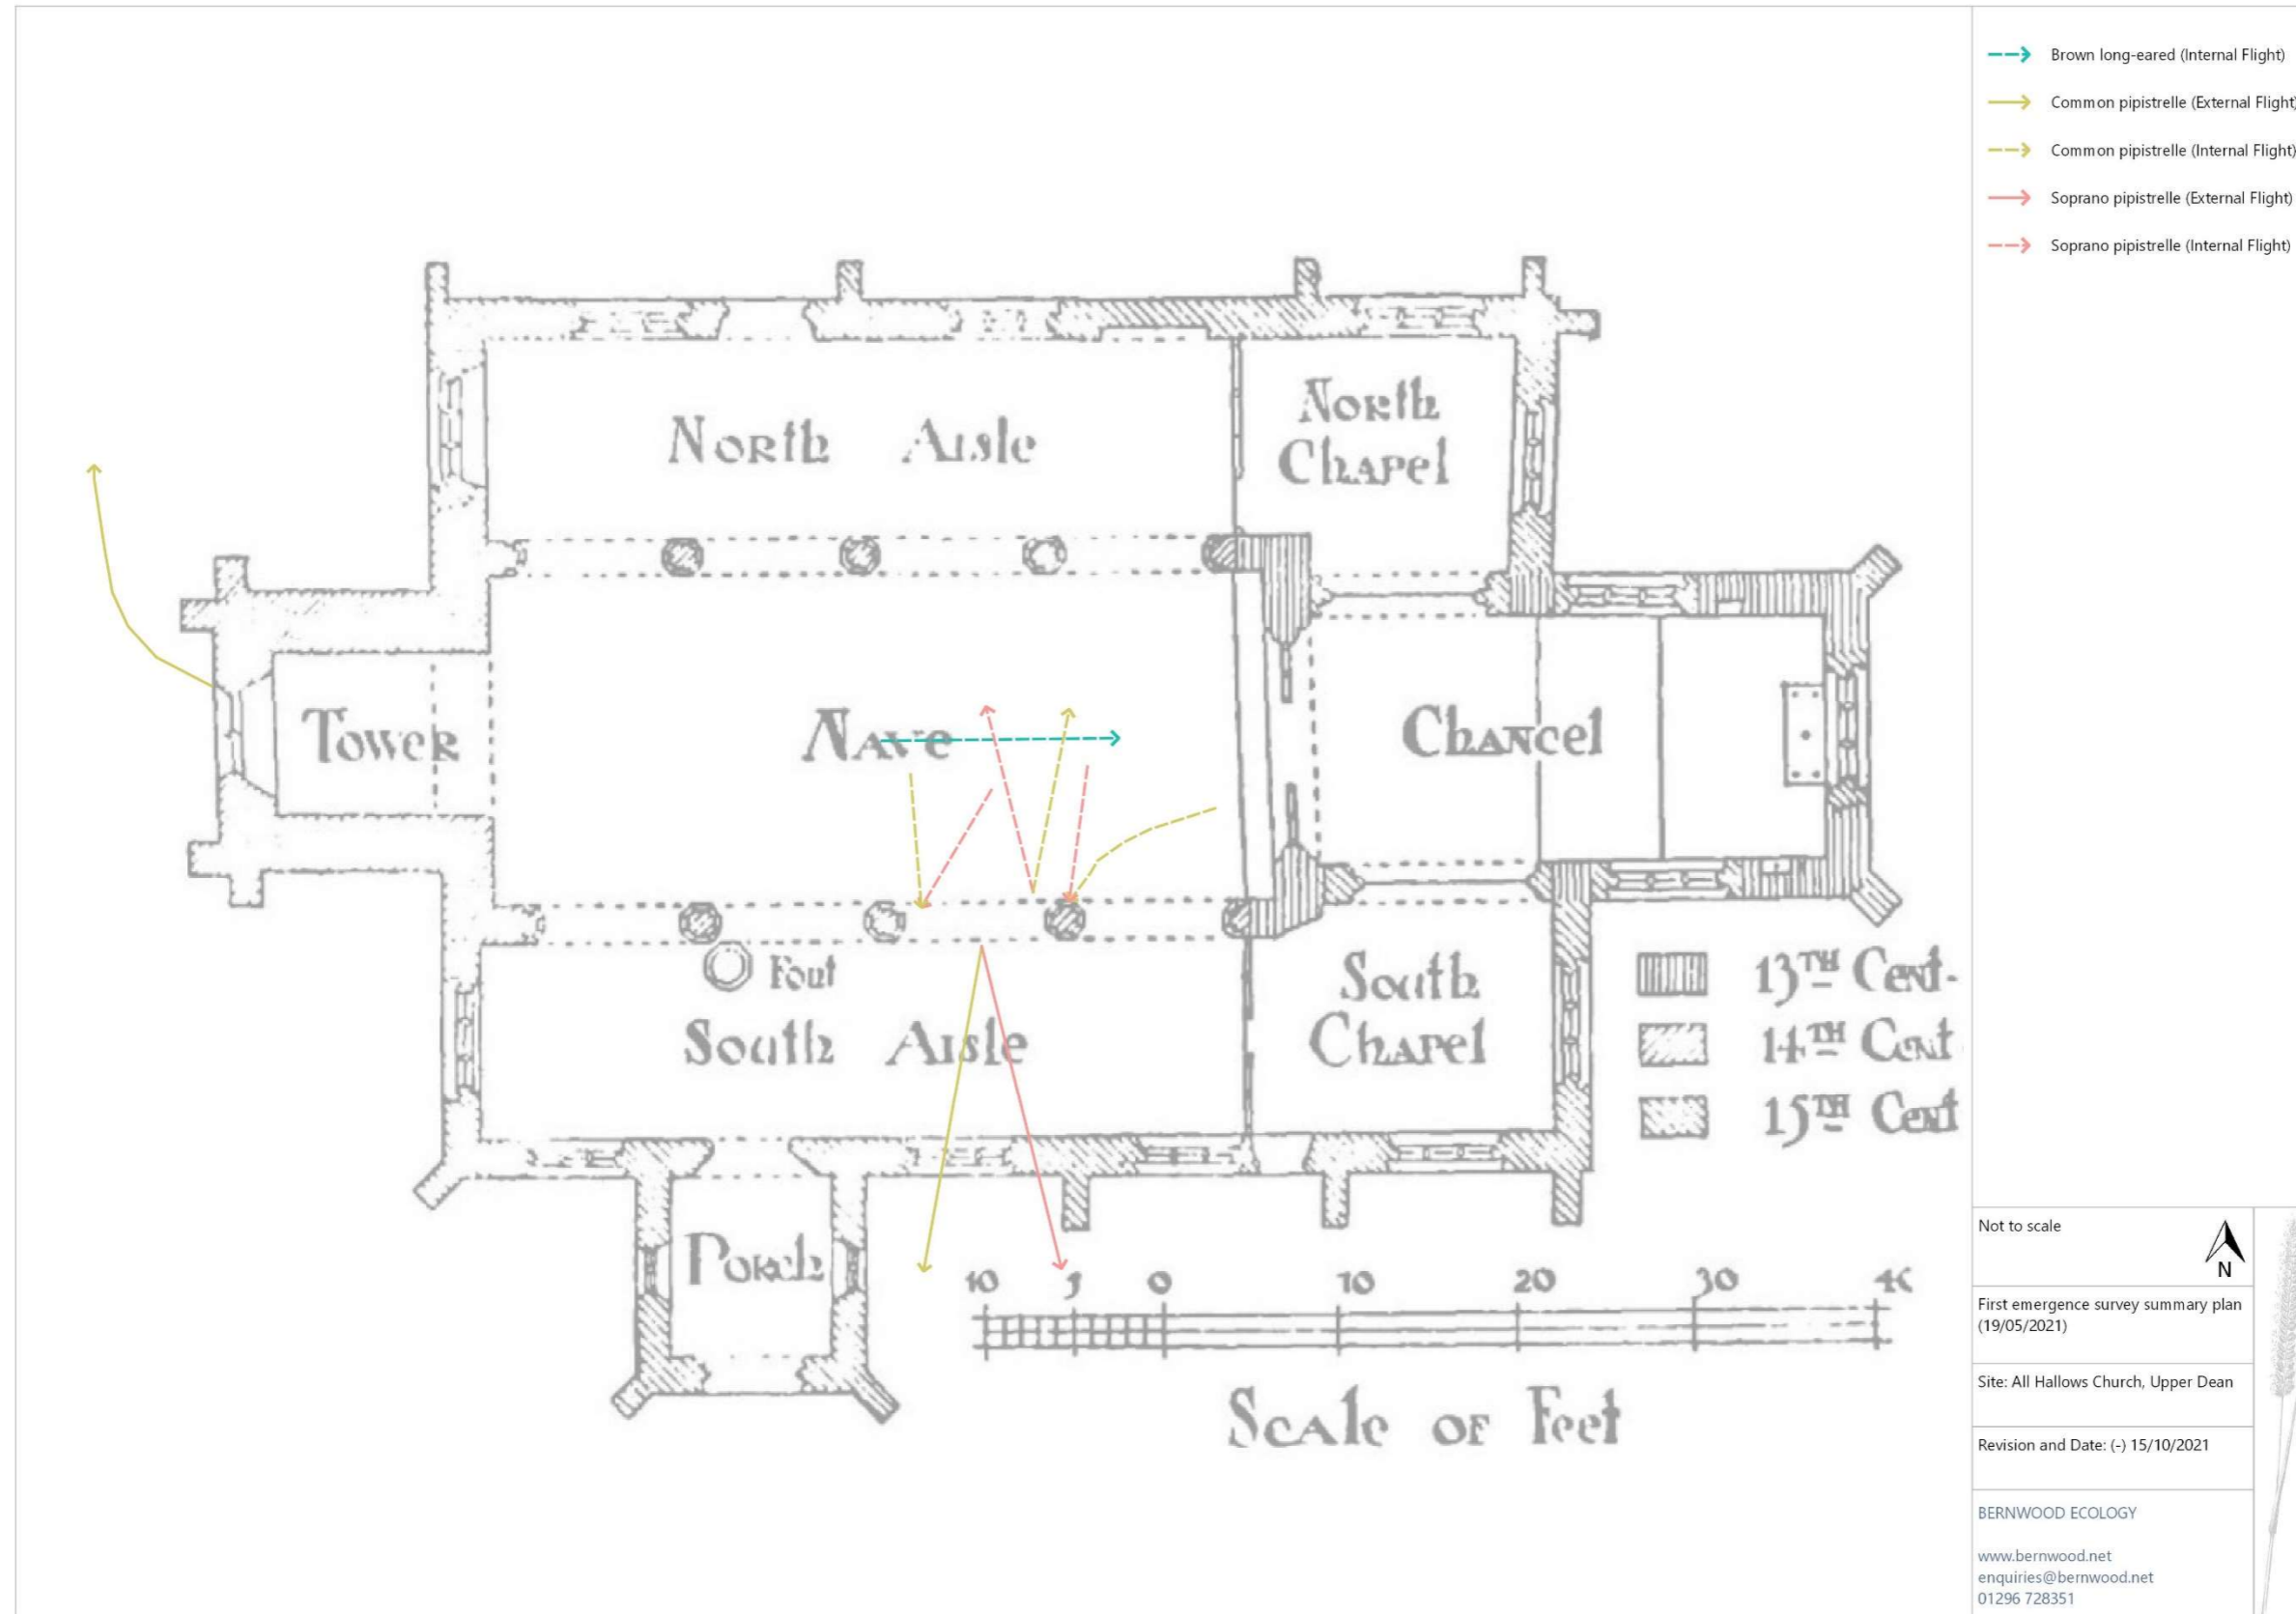 Brown long-eared (Internal Flight)
Common pipistrelle (External Flight)
Common pipistrelle (Internal Flight)
Soprano pipistrelle (External Flight)
Soprano pipistrelle (Internal Flight)
North Aisle
North
Chapel
Tower
Nave
Chancel
Font
South Aisle
South
Chapel
13TH Cent.
14TH Cent
15TH Cent
Porch
10 5 0 10 20 30
Scale of Feet
Not to scale
N
First emergence survey summary plan
(19/05/2021)
Site: All Hallows Church, Upper Dean
Revision and Date: (-) 15/10/2021
BERNWOOD ECOLOGY
www.bernwood.net
enquiries@bernwood.net
01296 728351